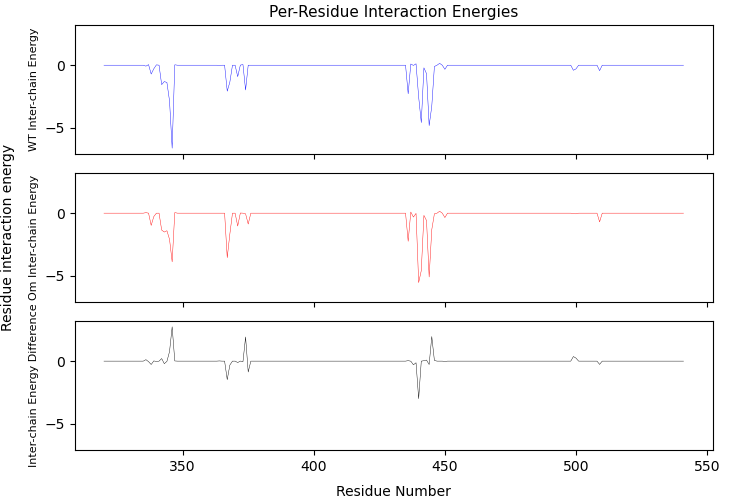 Per-Residue Interaction Energies
Residue interaction energy
WT Inter-chain Energy
0
−5
Om Inter-chain Energy
0
−5
Inter-chain Energy Difference
0
−5
350
400
450
500
550
Residue Number